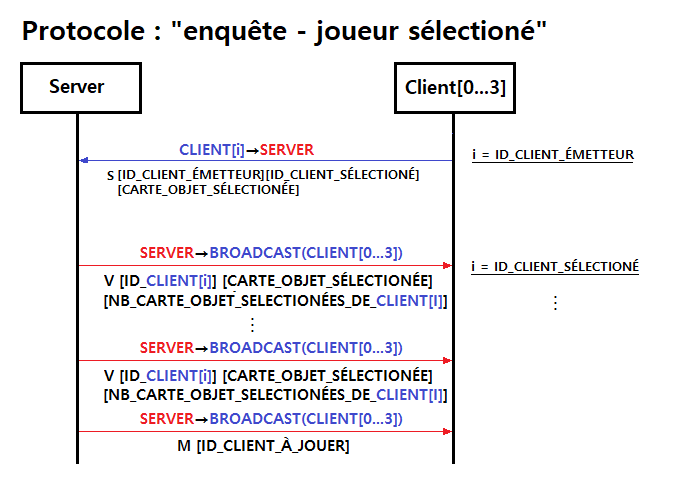 Protocole : "enquête - joueur sélectioné"
Server
Client[0...3]
CLIENT[i]→SERVER
i = ID_CLIENT_ÉMETTEUR
S [ID_CLIENT_ÉMETTEUR][ID_CLIENT_SÉLECTIONÉ]
[CARTE_OBJET_SÉLECTIONÉE]
SERVER→BROADCAST(CLIENT[0...3])
i = ID_CLIENT_SÉLECTIONÉ
V [ID_CLIENT[i]] [CARTE_OBJET_SÉLECTIONÉE]
[NB_CARTE_OBJET_SELECTIONÉES_DE_CLIENT[I]]
⋮
⋮
SERVER→BROADCAST(CLIENT[0...3])
V [ID_CLIENT[i]] [CARTE_OBJET_SÉLECTIONÉE]
[NB_CARTE_OBJET_SELECTIONÉES_DE_CLIENT[I]]
SERVER→BROADCAST(CLIENT[0...3])
M [ID_CLIENT_À_JOUER]